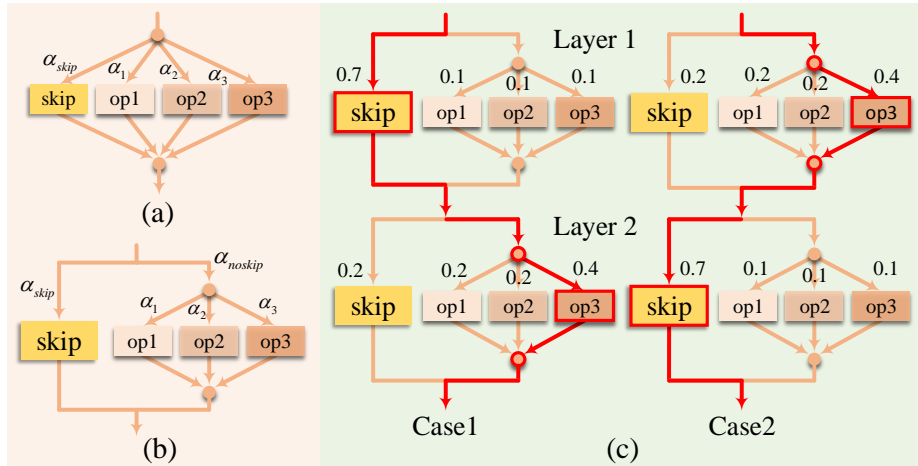 α_skip α_1 α_2 α_3
skip op1 op2 op3
(a)
α_skip α_noskip
α_1 α_2 α_3
skip op1 op2 op3
(b)
Layer 1
0.7 0.1 0.1 0.1
skip op1 op2 op3
0.2 0.2 0.2 0.4
skip op1 op2 op3
Layer 2
0.2 0.2 0.2 0.4
skip op1 op2 op3
0.7 0.1 0.1 0.1
skip op1 op2 op3
Case1 Case2
(c)